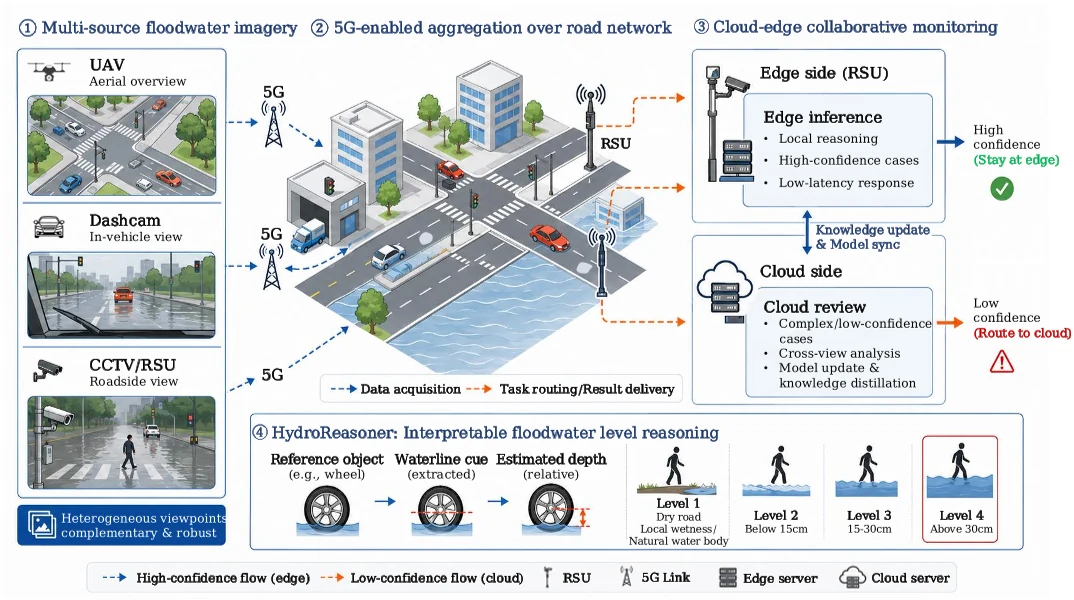 ① Multi-source floodwater imagery
② 5G-enabled aggregation over road network
③ Cloud-edge collaborative monitoring
UAV
Aerial overview
Dashcam
In-vehicle view
CCTV/RSU
Roadside view
Heterogeneous viewpoints
complementary & robust
5G
5G
5G
RSU
Data acquisition
Task routing/Result delivery
Edge side (RSU)
Edge inference
• Local reasoning
• High-confidence cases
• Low-latency response
High
confidence
(Stay at edge)
Knowledge update
& Model sync
Cloud side
Cloud review
• Complex/low-confidence
cases
• Cross-view analysis
• Model update &
knowledge distillation
Low
confidence
(Route to cloud)
④ HydroReasoner: Interpretable floodwater level reasoning
Reference object
(e.g., wheel)
Waterline cue
(extracted)
Estimated depth
(relative)
Level 1
Dry road
Local wetness/
Natural water body
Level 2
Below 15cm
Level 3
15-30cm
Level 4
Above 30cm
High-confidence flow (edge)
Low-confidence flow (cloud)
RSU
5G Link
Edge server
Cloud server